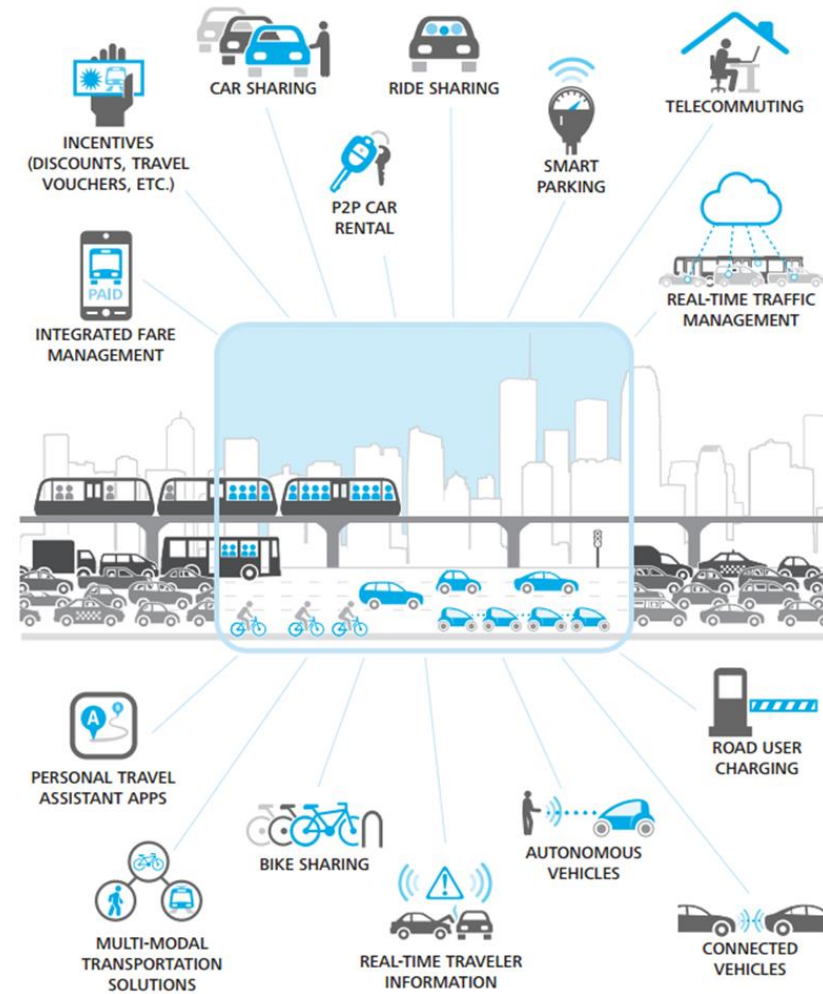 CAR SHARING
RIDE SHARING
TELECOMMUTING
INCENTIVES
(DISCOUNTS, TRAVEL
VOUCHERS, ETC.)
P2P CAR
RENTAL
SMART
PARKING
PAID
INTEGRATED FARE
MANAGEMENT
REAL-TIME TRAFFIC
MANAGEMENT
A
B
PERSONAL TRAVEL
ASSISTANT APPS
ROAD USER
CHARGING
BIKE SHARING
AUTONOMOUS
VEHICLES
MULTI-MODAL
TRANSPORTATION
SOLUTIONS
REAL-TIME TRAVELER
INFORMATION
CONNECTED
VEHICLES